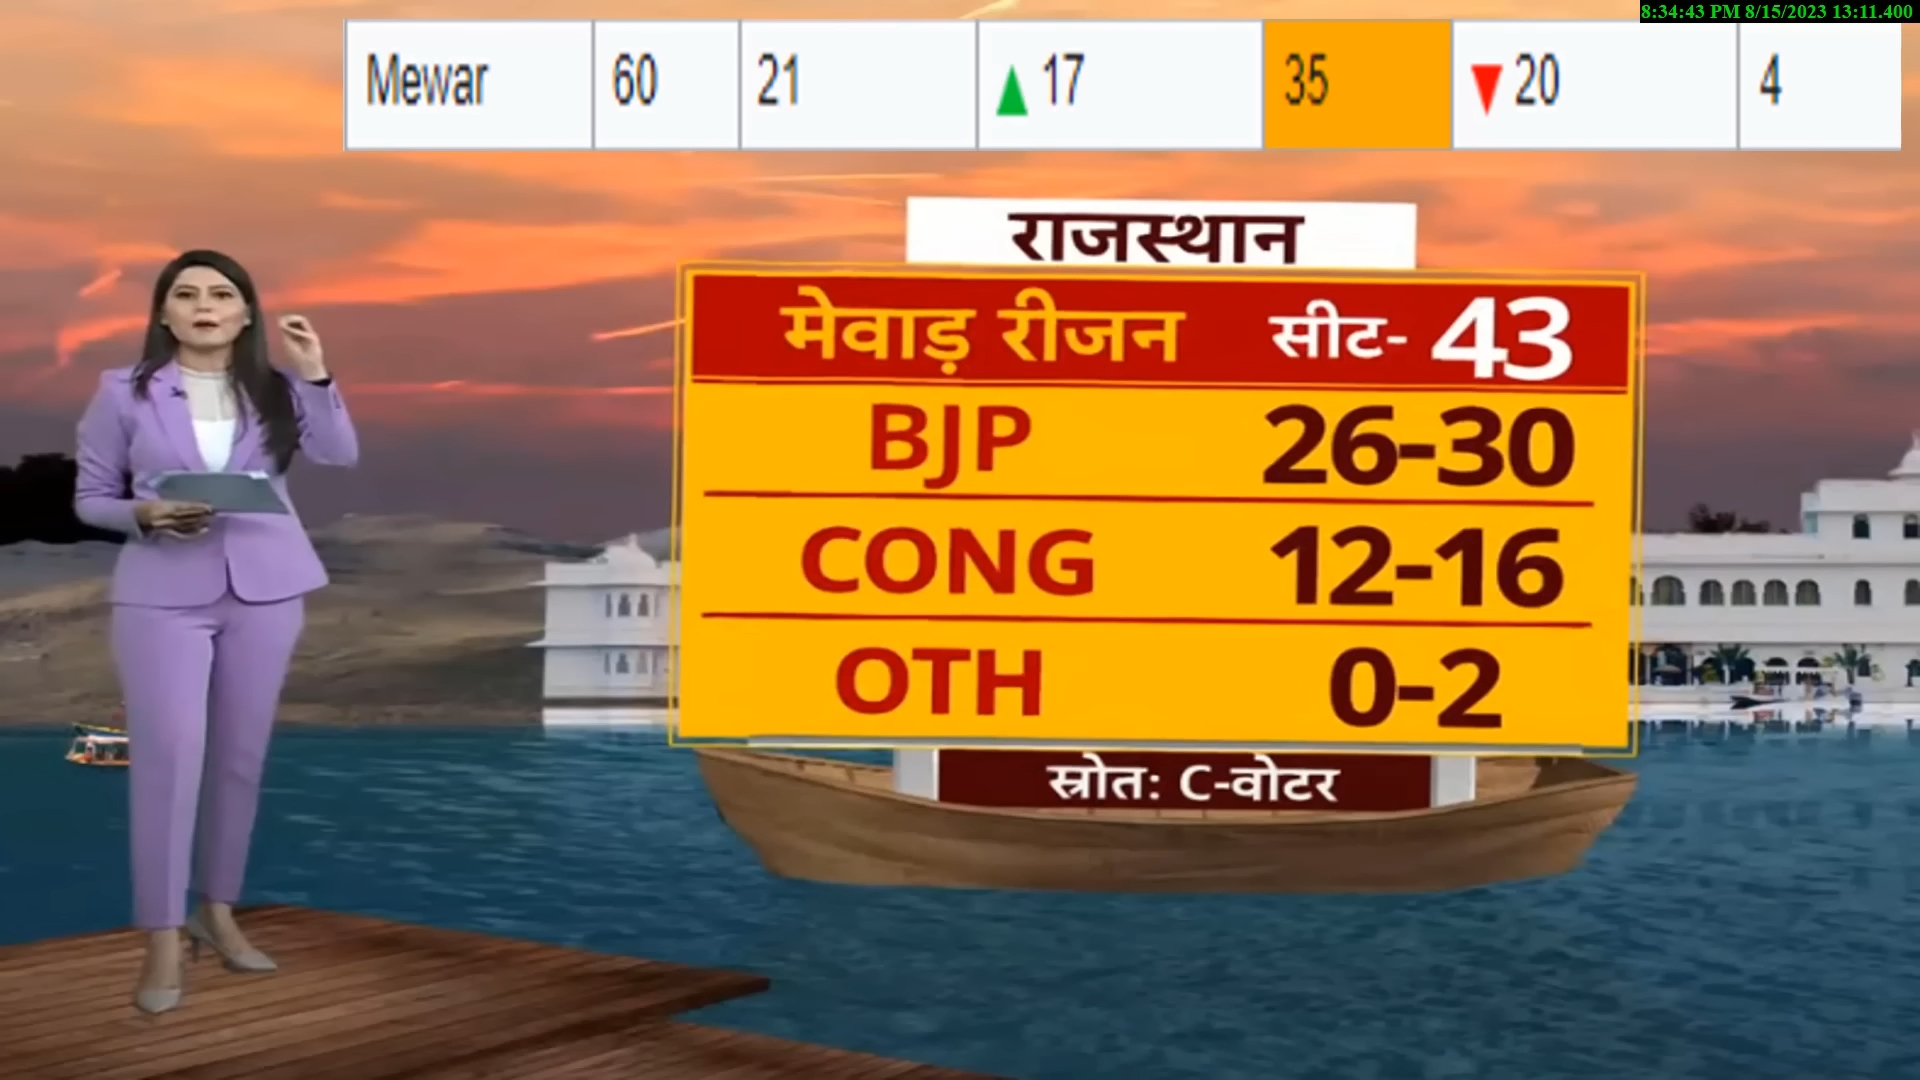 8:34:43 PM 8/15/2023 13:11.400
Mewar 60 21 ▲ 17 35 ▼ 20 4
राजस्थान
मेवाड़ रीजन सीट- 43
BJP 26-30
CONG 12-16
OTH 0-2
स्रोत: C-वोटर